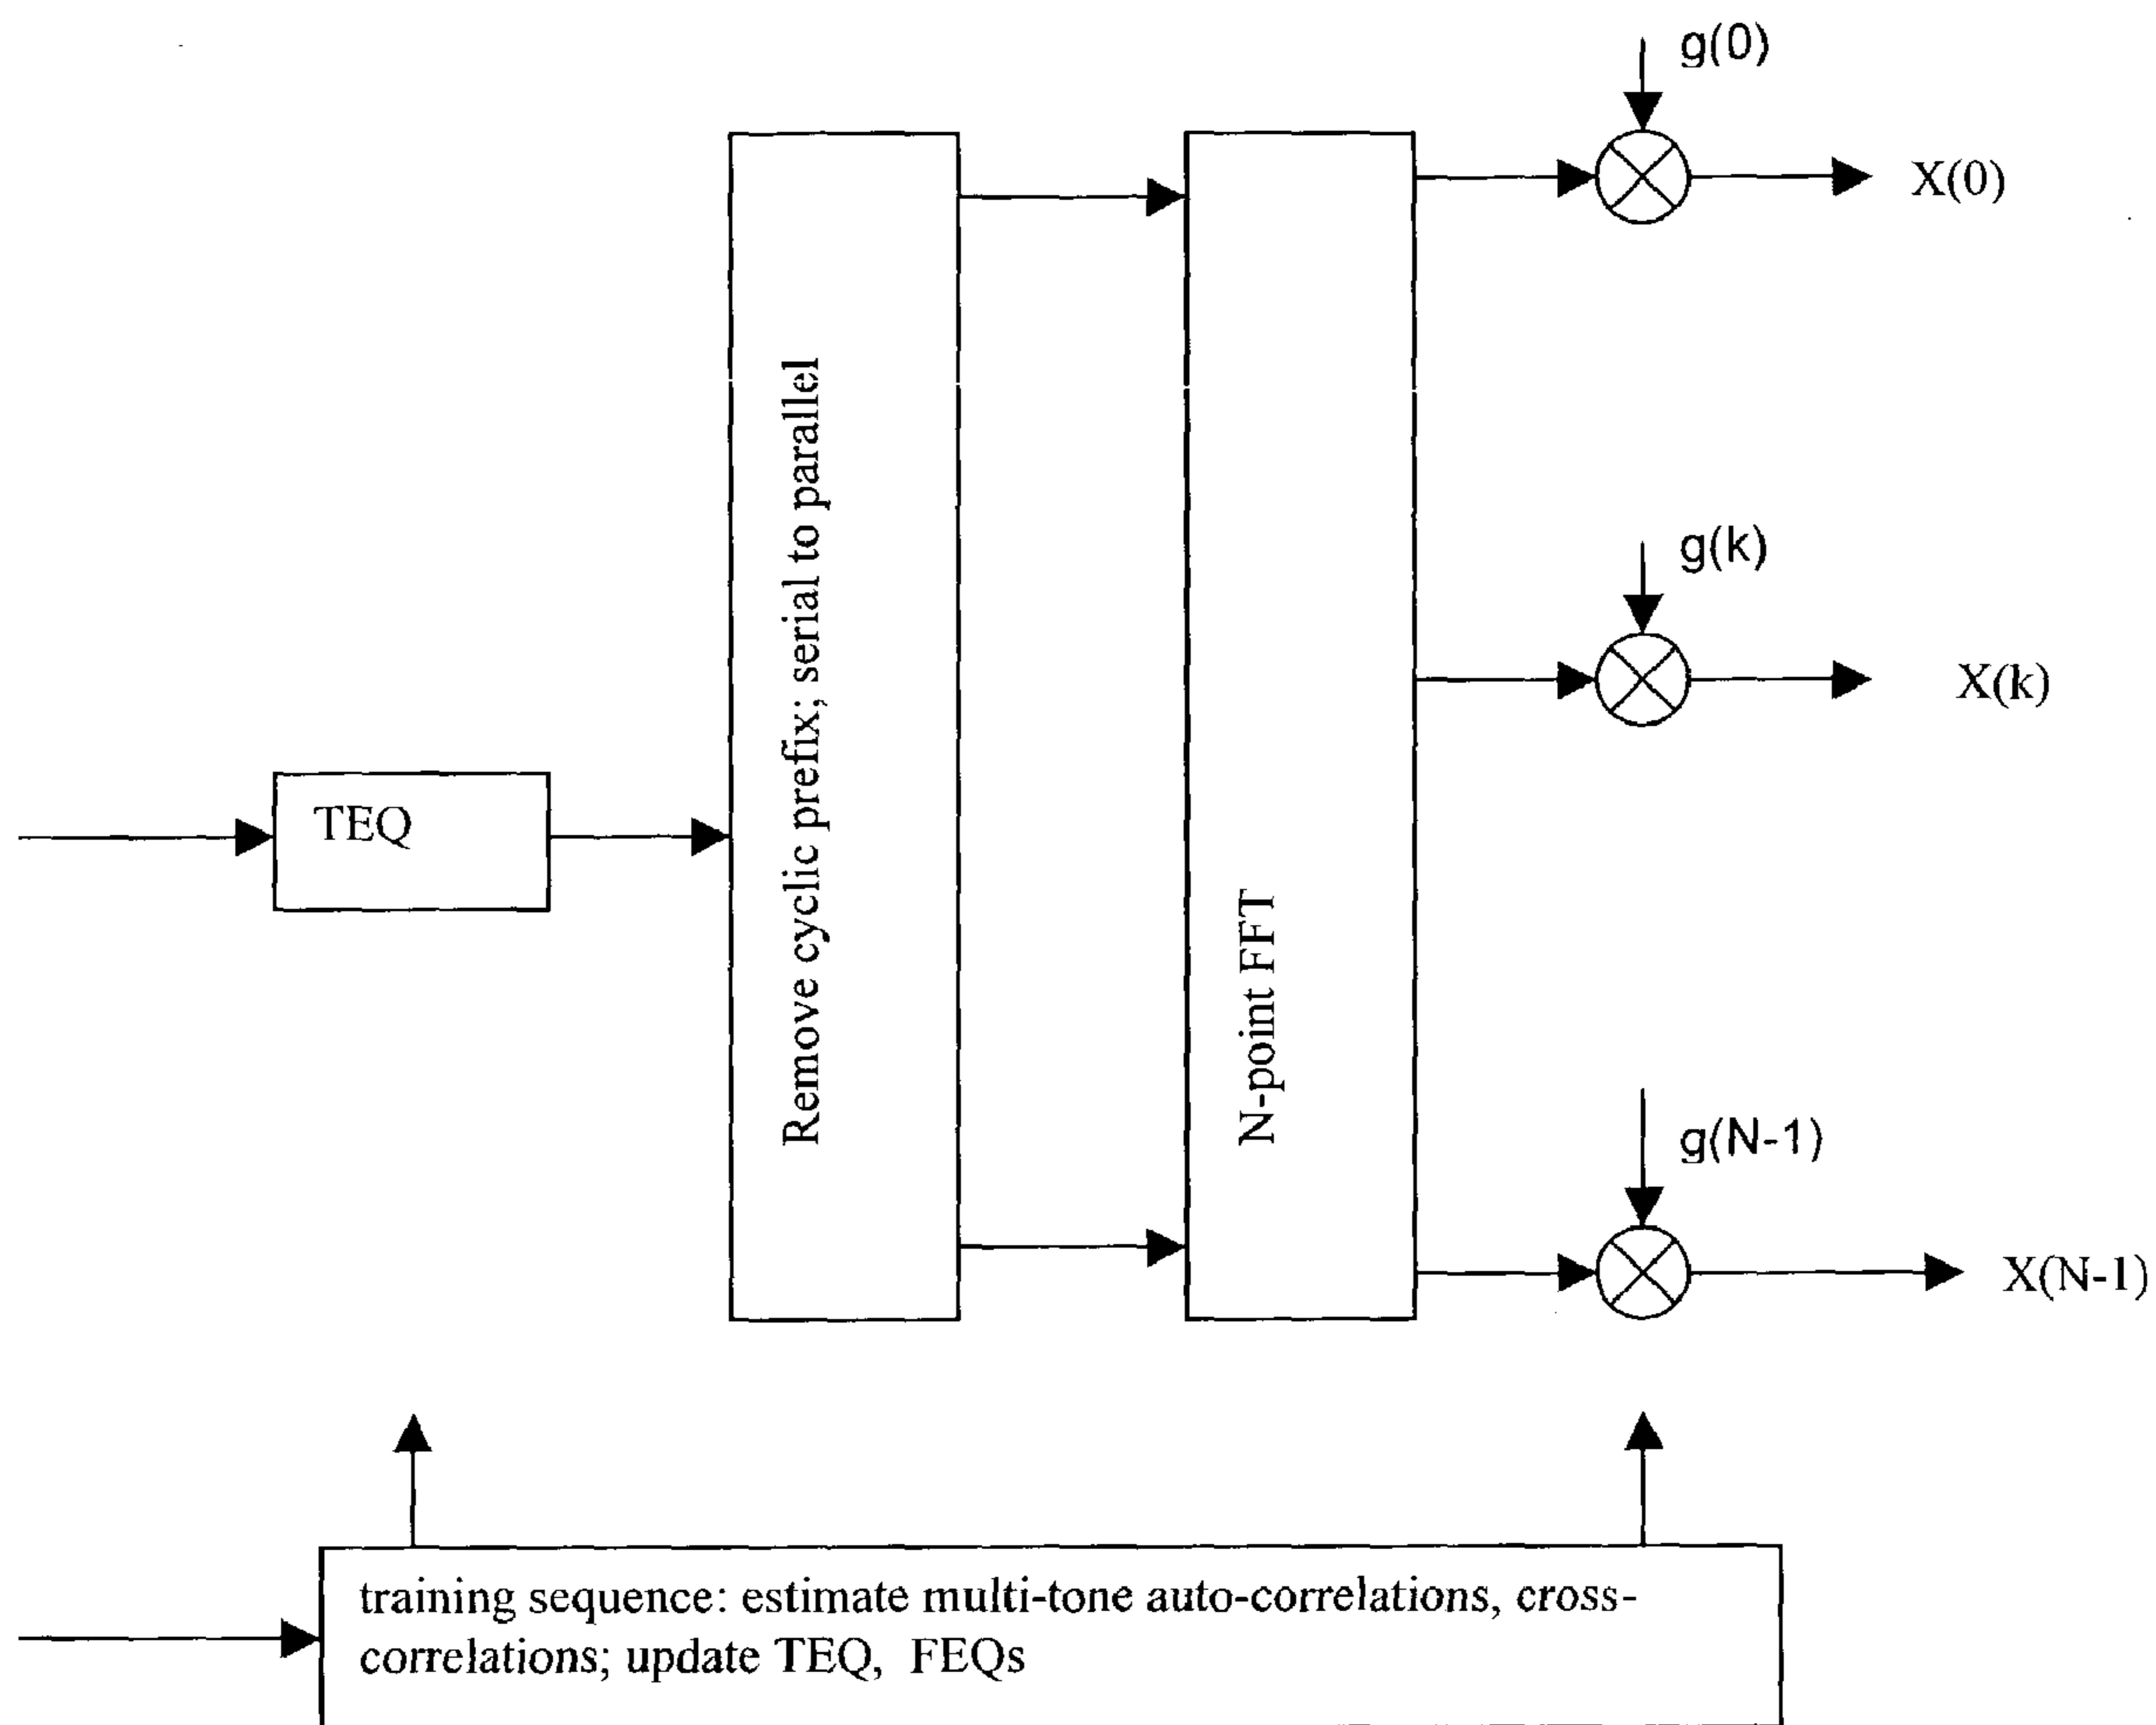 g(0)
X(0)
g(k)
X(k)
TEQ
Remove cyclic prefix; serial to parallel
N-point FFT
g(N-1)
X(N-1)
training sequence: estimate multi-tone auto-correlations, cross-
correlations; update TEQ, FEQs